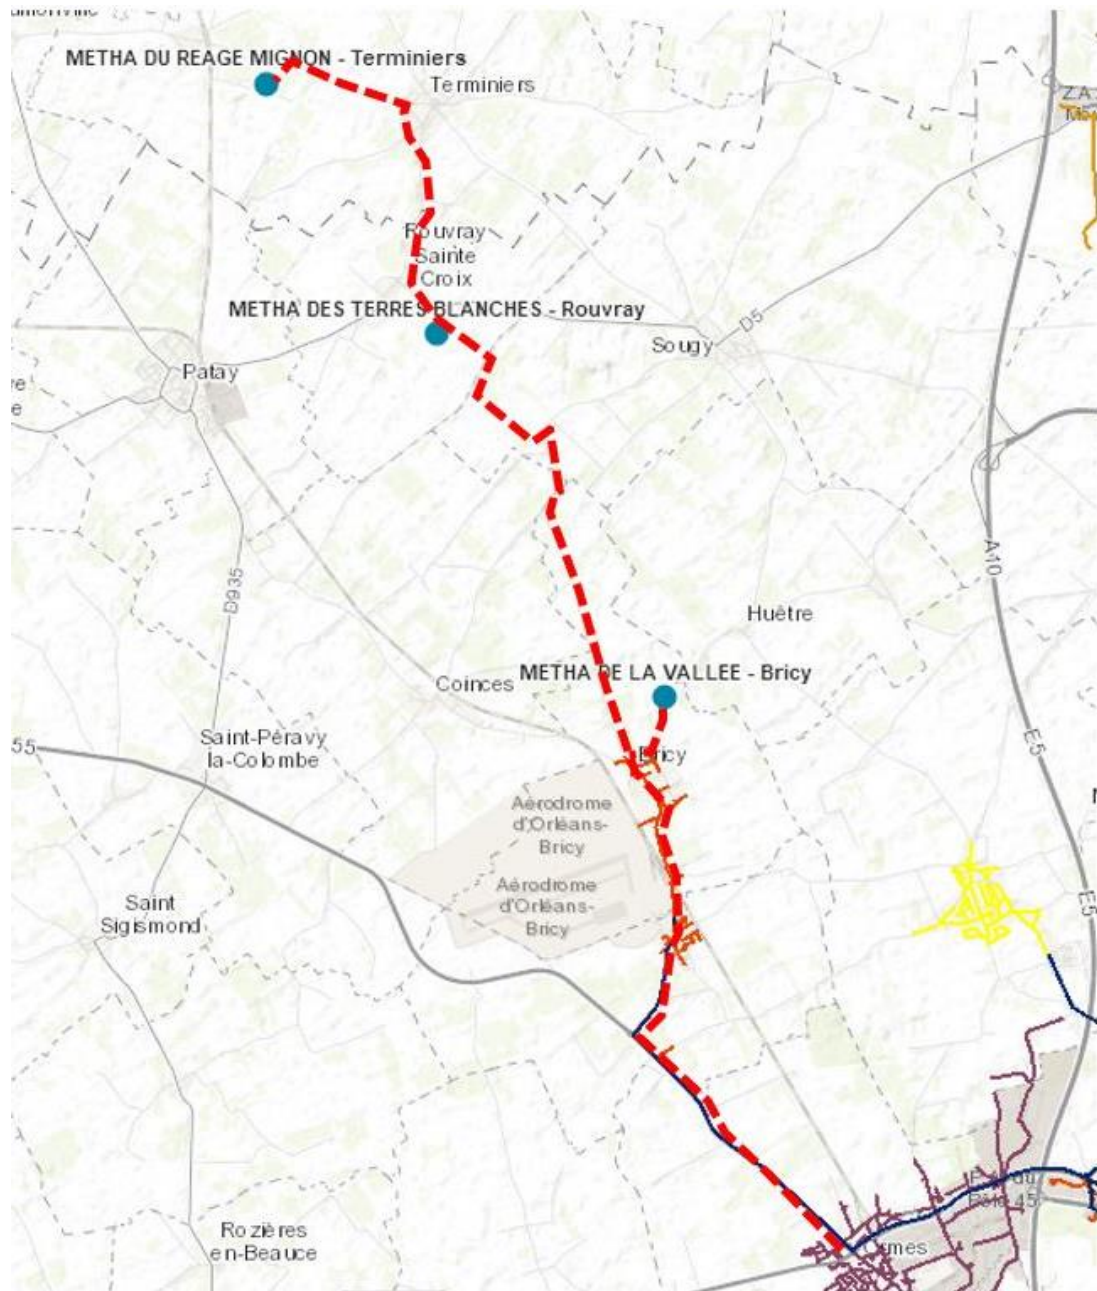 METHA DU REAGE MIGNON - Terminiers
Terminiers
Z.A.
Rouvray
Sainte
Croix
METHA DES TERRES BLANCHES - Rouvray
D5
Sougy
Patay
D935
A10
Huêtre
METHA DE LA VALLEE - Bricy
Coinces
Saint-Péravy
la-Colombe
55
E5
Bricy
Aérodrome
d'Orléans-
Bricy
Aérodrome
d'Orléans-
Bricy
E5
Saint
Sigismond
Pôle 45
Ormes
Rozières
en-Beauce